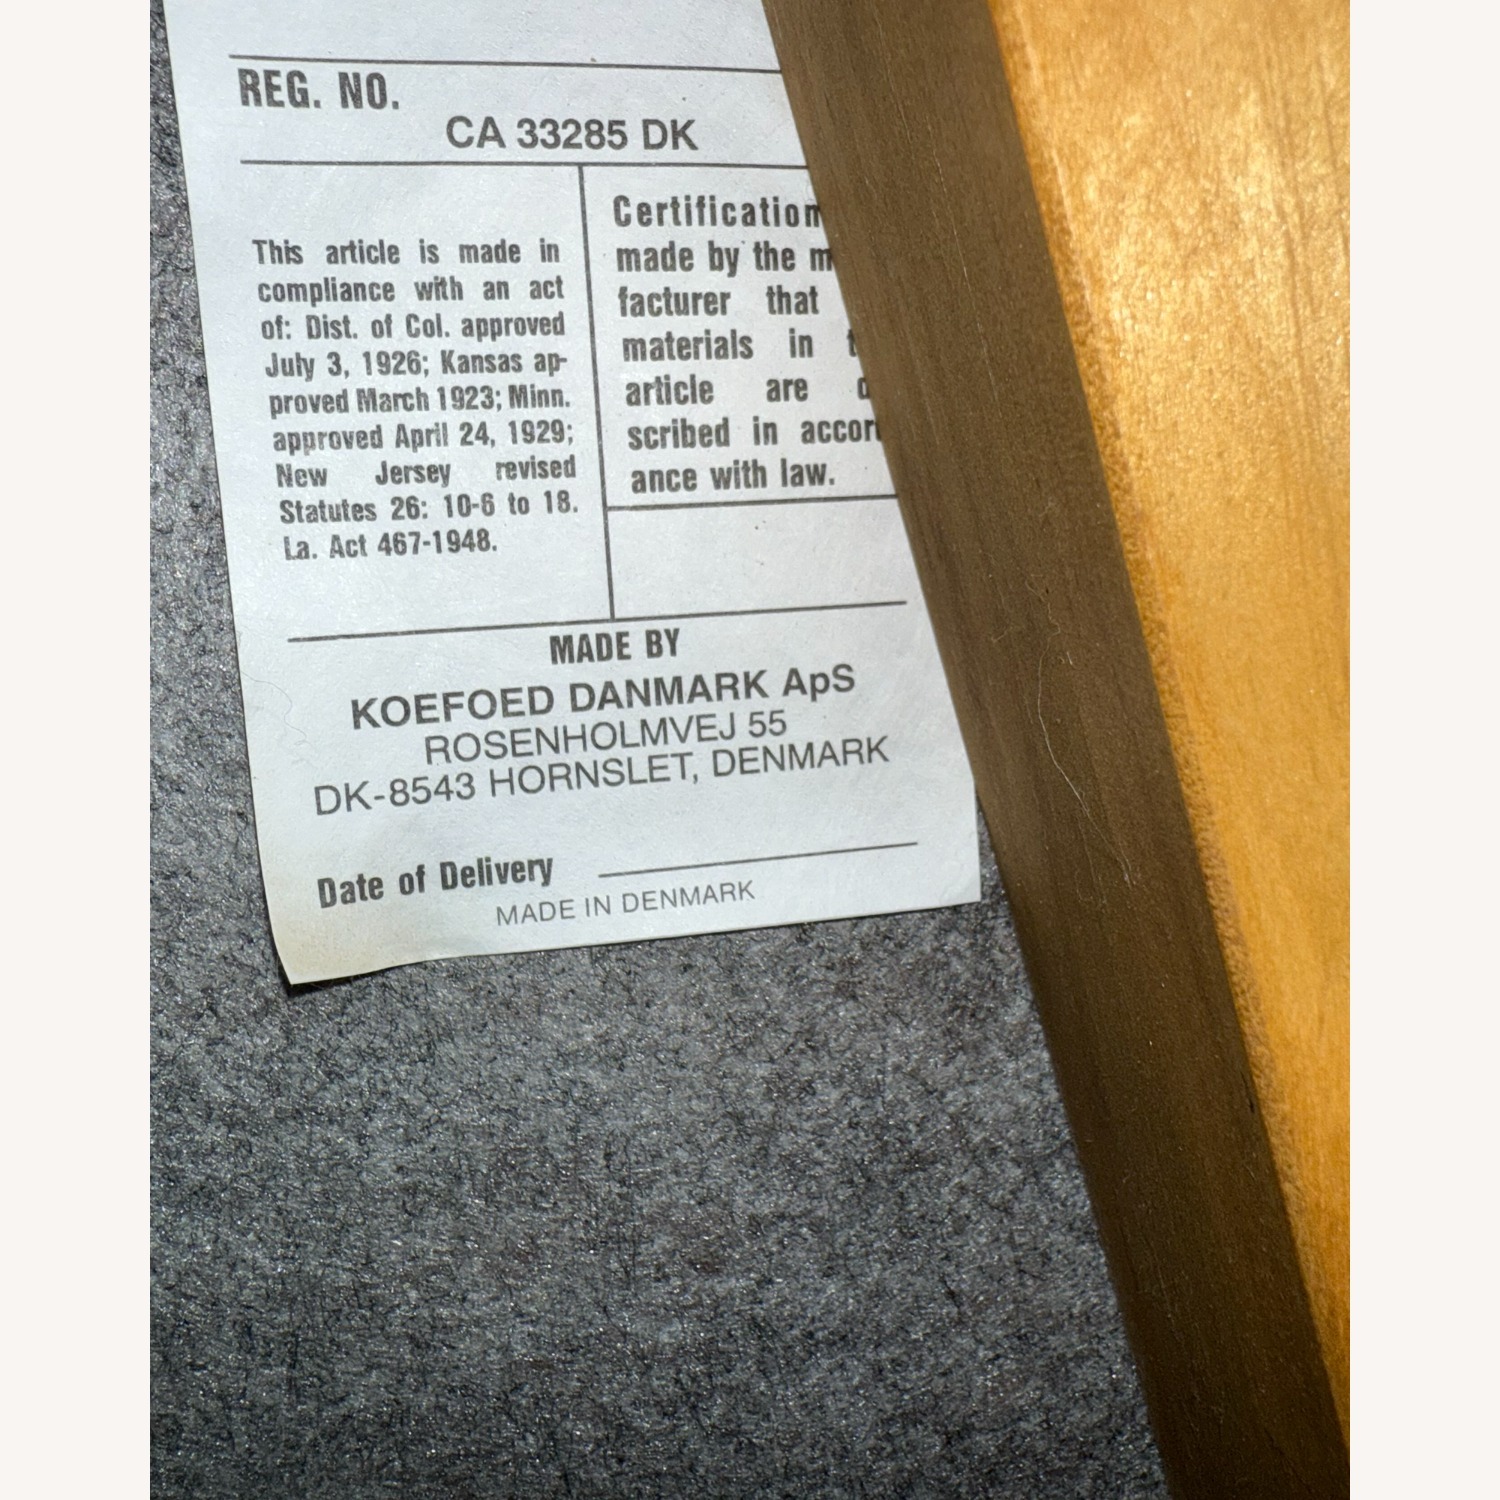 REG. NO.
CA 33285 DK
This article is made in
compliance with an act
of: Dist. of Col. approved
July 3, 1926; Kansas ap-
proved March 1923; Minn.
approved April 24, 1929;
New Jersey revised
Statutes 26: 10-6 to 18.
La. Act 467-1948.
Certification
made by the
facturer that
materials in
article are
scribed in
ance with law.
MADE BY
KOEFOED DANMARK ApS
ROSENHOLMVEJ 55
DK-8543 HORNSLET, DENMARK
Date of Delivery
MADE IN DENMARK